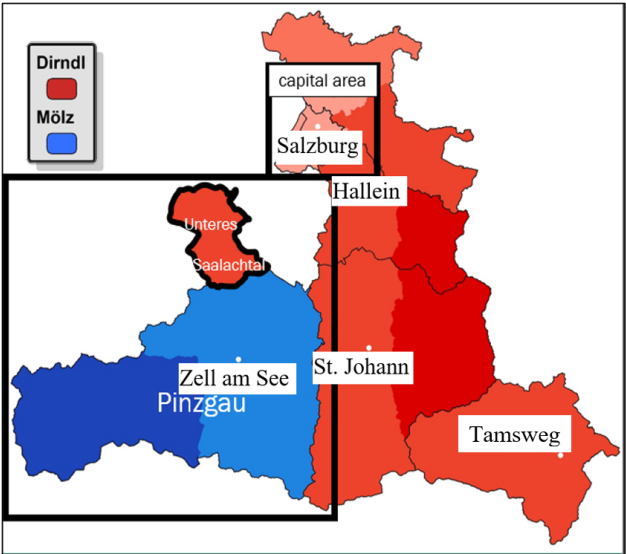 Dirndl
Mölz
capital area
Salzburg
Hallein
Unteres
Saalachtal
Zell am See
St. Johann
Pinzgau
Tamsweg